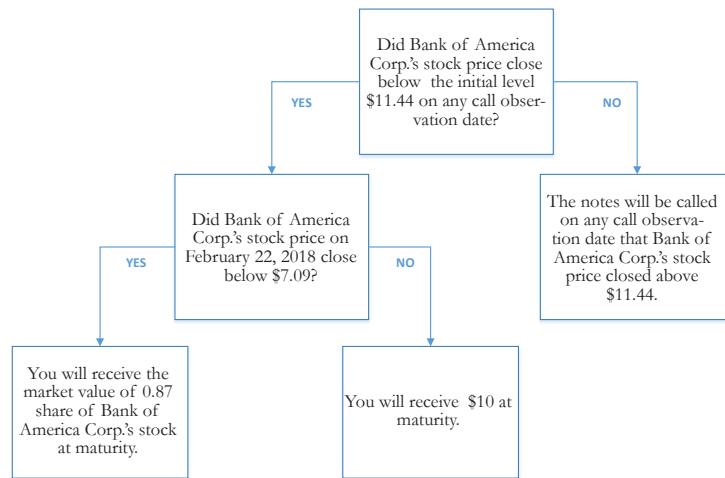 Did Bank of America
Corp.'s stock price close
below the initial level
$11.44 on any call obser-
vation date?
YES
NO
Did Bank of America
Corp.'s stock price on
February 22, 2018 close
below $7.09?
The notes will be called
on any call observa-
tion date that Bank of
America Corp.'s stock
price closed above
$11.44.
YES
NO
You will receive the
market value of 0.87
share of Bank of
America Corp.'s stock
at maturity.
You will receive $10 at
maturity.